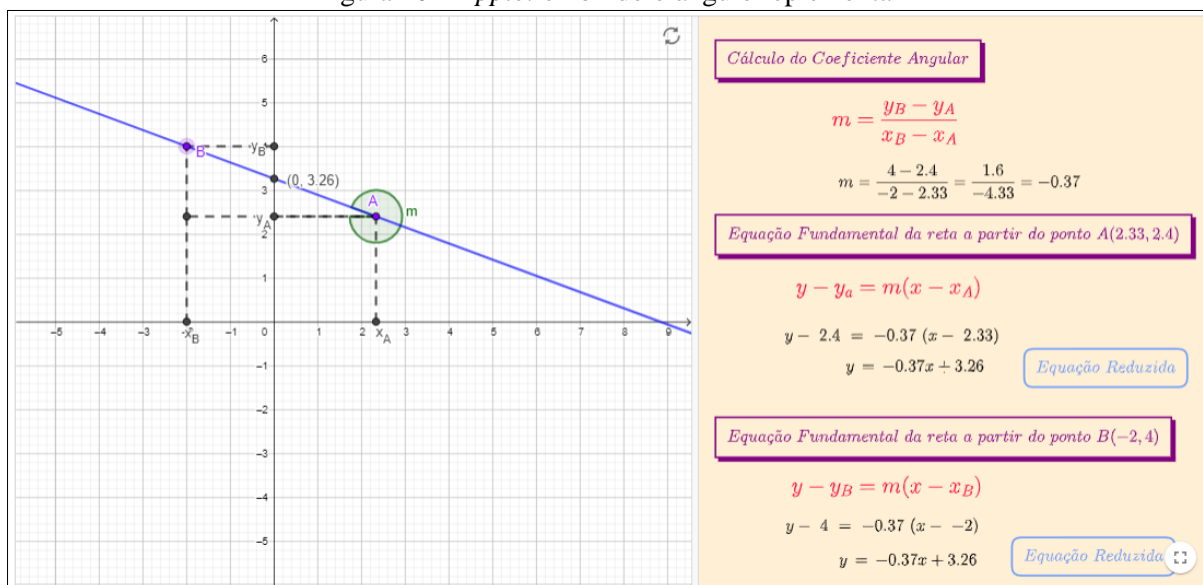 6
5
y_B
B
(0, 3.26)
3
A
m
y_A
2
1
-5 -4 -3 x_B -1 0 1 2 x_A 3 4 5 6 7 8 9
-1
-2
-3
-4
-5
Cálculo do Coeficiente Angular
m = \frac{y_B - y_A}{x_B - x_A}
m = \frac{4 - 2.4}{-2 - 2.33} = \frac{1.6}{-4.33} = -0.37
Equação Fundamental da reta a partir do ponto A(2.33, 2.4)
y - y_a = m(x - x_A)
y - 2.4 = -0.37 (x - 2.33)
y = -0.37x + 3.26
Equação Reduzida
Equação Fundamental da reta a partir do ponto B(-2, 4)
y - y_B = m(x - x_B)
y - 4 = -0.37 (x - -2)
y = -0.37x + 3.26
Equação Reduzida